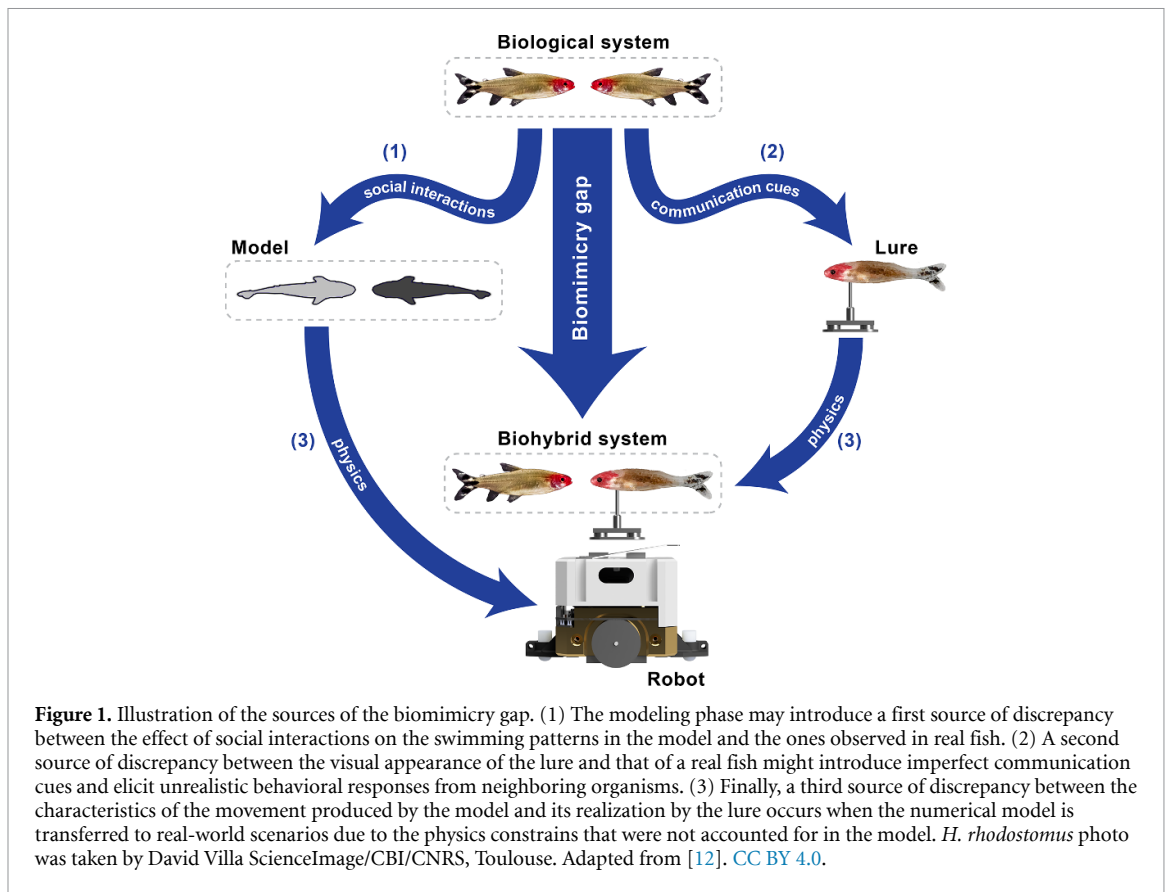 Biological system
(1)
(2)
social interactions
communication cues
Biomimicry gap
Model
Lure
(3)
physics
physics
(3)
Biohybrid system
Robot
Figure 1. Illustration of the sources of the biomimicry gap. (1) The modeling phase may introduce a first source of discrepancy
between the effect of social interactions on the swimming patterns in the model and the ones observed in real fish. (2) A second
source of discrepancy between the visual appearance of the lure and that of a real fish might introduce imperfect communication
cues and elicit unrealistic behavioral responses from neighboring organisms. (3) Finally, a third source of discrepancy between the
characteristics of the movement produced by the model and its realization by the lure occurs when the numerical model is
transferred to real-world scenarios due to the physics constrains that were not accounted for in the model. H. rhodostomus photo
was taken by David Villa ScienceImage/CBI/CNRS, Toulouse. Adapted from [12]. CC BY 4.0.